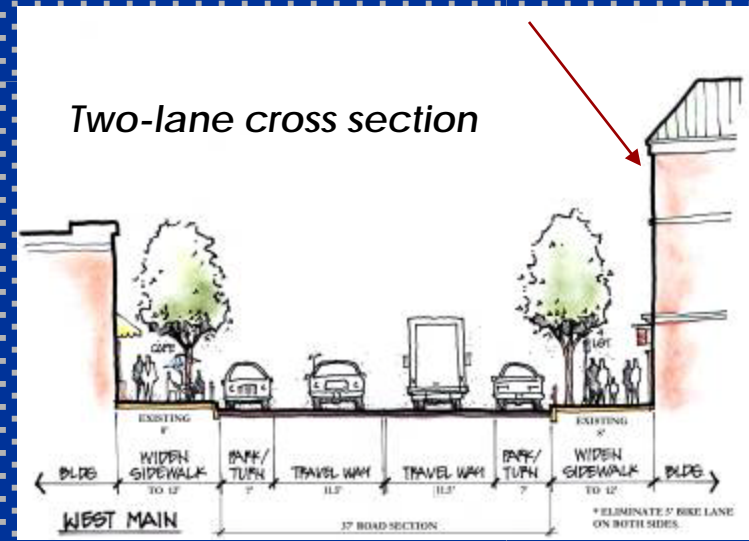 Two-lane cross section
CAFE
LOT
EXISTING
8'
EXISTING
8'
BLDG.
WIDEN
SIDEWALK
TO 12'
PARK/
TURN
7'
TRAVEL WAY
11.5'
TRAVEL WAY
11.5'
PARK/
TURN
7'
WIDEN
SIDEWALK
TO 12'
BLDG.
WEST MAIN
37' ROAD SECTION
* ELIMINATE 5' BIKE LANE
ON BOTH SIDES.